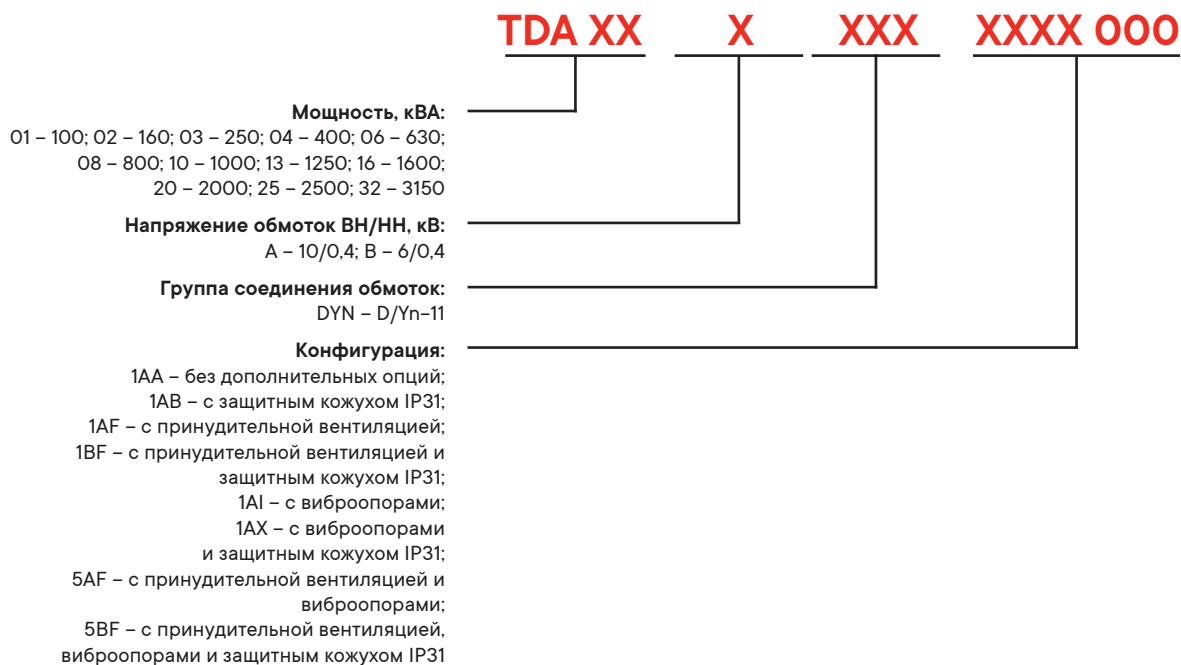 TDA XX X XXX XXXX 000
Мощность, кВА:
01 – 100; 02 – 160; 03 – 250; 04 – 400; 06 – 630;
08 – 800; 10 – 1000; 13 – 1250; 16 – 1600;
20 – 2000; 25 – 2500; 32 – 3150
Напряжение обмоток ВН/НН, кВ:
A – 10/0,4; B – 6/0,4
Группа соединения обмоток:
DYN – D/Yn–11
Конфигурация:
1AA – без дополнительных опций;
1AB – с защитным кожухом IP31;
1AF – с принудительной вентиляцией;
1BF – с принудительной вентиляцией и
защитным кожухом IP31;
1AI – с виброопорами;
1AX – с виброопорами
и защитным кожухом IP31;
5AF – с принудительной вентиляцией и
виброопорами;
5BF – с принудительной вентиляцией,
виброопорами и защитным кожухом IP31